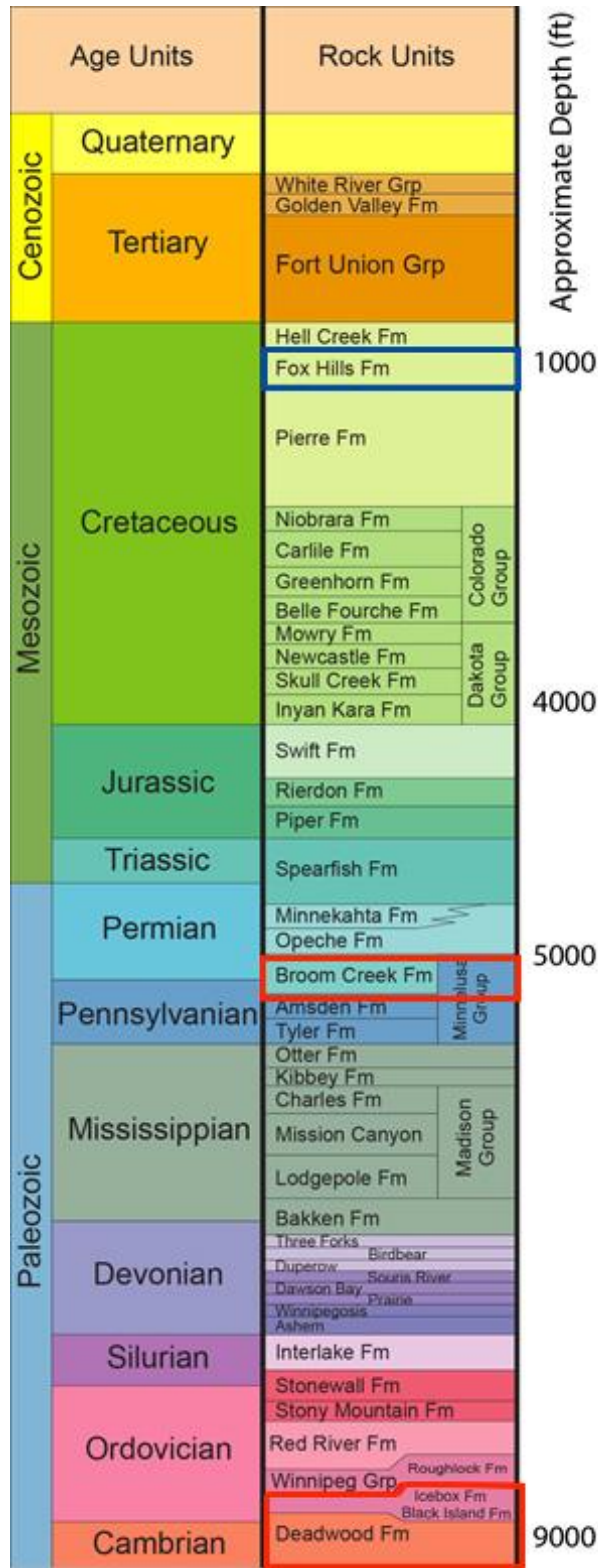 Age Units
Rock Units
Approximate Depth (ft)
Cenozoic
Quaternary
Tertiary
White River Grp
Golden Valley Fm
Fort Union Grp
Mesozoic
Cretaceous
Hell Creek Fm
Fox Hills Fm
1000
Pierre Fm
Niobrara Fm
Carlile Fm
Greenhorn Fm
Belle Fourche Fm
Colorado
Group
Mowry Fm
Newcastle Fm
Skull Creek Fm
Inyan Kara Fm
Dakota
Group
4000
Jurassic
Swift Fm
Rierdon Fm
Piper Fm
Triassic
Spearfish Fm
Paleozoic
Permian
Minnekahta Fm
Opeche Fm
5000
Broom Creek Fm
Minnelusa
Group
Pennsylvanian
Amsden Fm
Tyler Fm
Mississippian
Otter Fm
Kibbey Fm
Charles Fm
Mission Canyon
Lodgepole Fm
Madison
Group
Bakken Fm
Devonian
Three Forks
Birdbear
Duperow
Souris River
Dawson Bay
Prairie
Winnipegosis
Ashern
Silurian
Interlake Fm
Ordovician
Stonewall Fm
Stony Mountain Fm
Red River Fm
Roughlock Fm
Winnipeg Grp
Icebox Fm
Black Island Fm
Cambrian
Deadwood Fm
9000